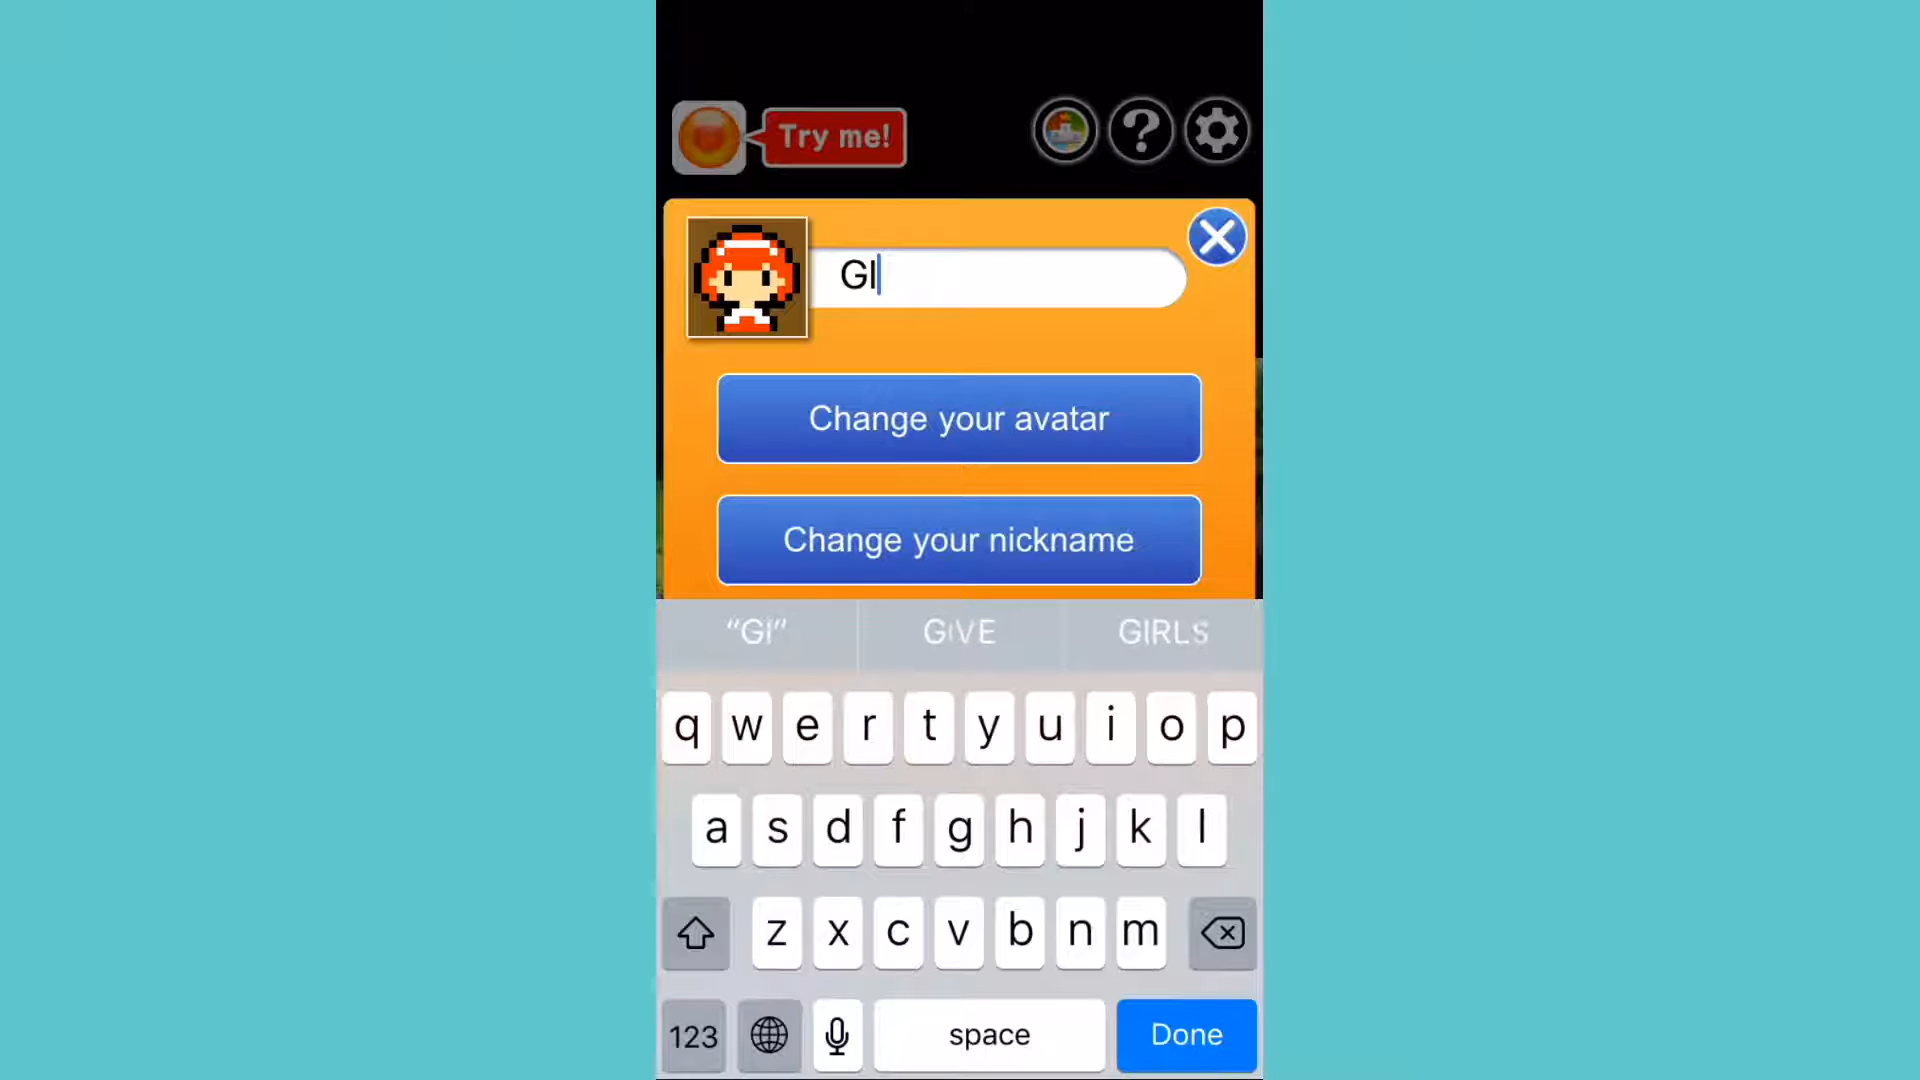 Try me!
?
GI
Change your avatar
Change your nickname
“GI” GIVE GIRLS
q w e r t y u i o p
a s d f g h j k l
z x c v b n m
123 space Done